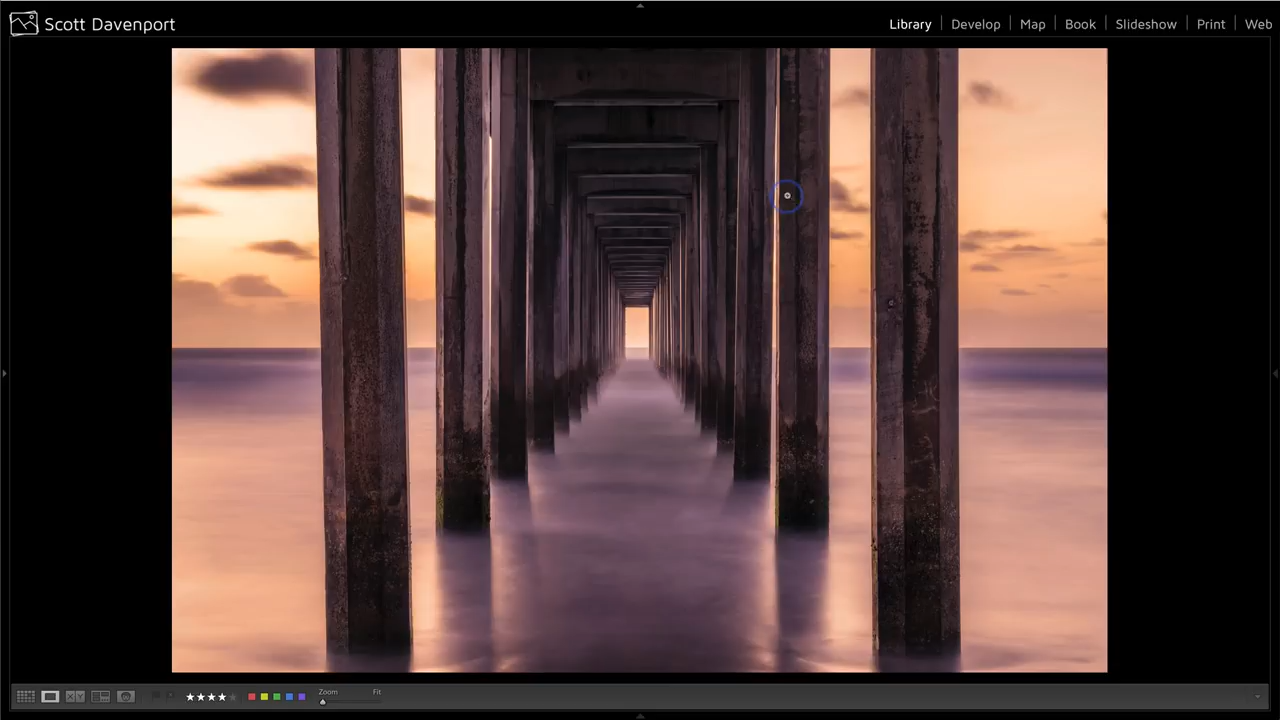 Scott Davenport
Library | Develop | Map | Book | Slideshow | Print | Web
X Y
Zoom Fit